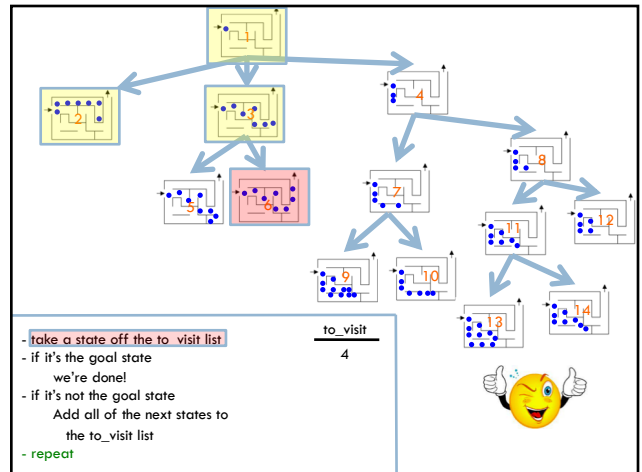 1
2
3
4
5
6
7
8
9
10
11
12
13
14
- take a state off the to_visit list
- if it's the goal state
we're done!
- if it's not the goal state
Add all of the next states to
the to_visit list
- repeat
to_visit
4